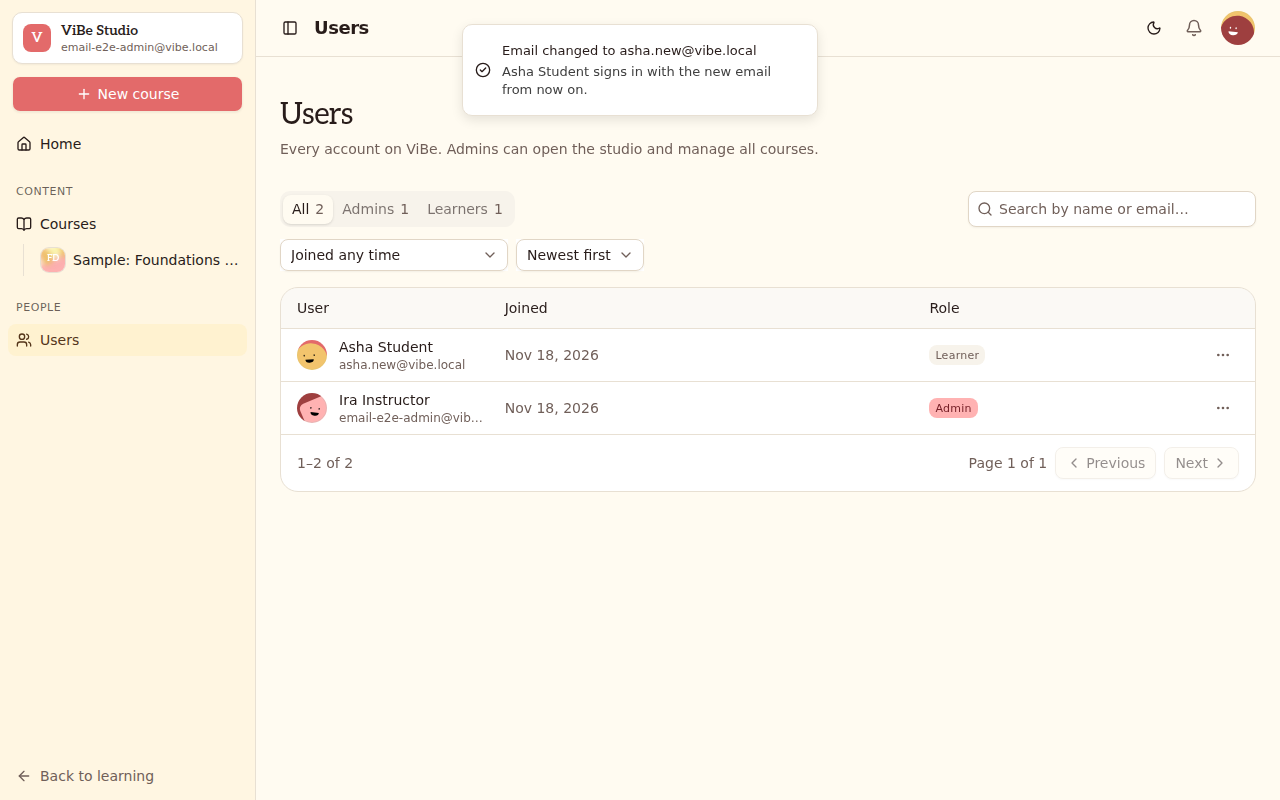 V
ViBe Studio
email-e2e-admin@vibe.local
New course
Home
CONTENT
Courses
FD
Sample: Foundations …
PEOPLE
Users
Back to learning
Users
Email changed to asha.new@vibe.local
Asha Student signs in with the new email
from now on.
Users
Every account on ViBe. Admins can open the studio and manage all courses.
All 2 Admins 1 Learners 1
Search by name or email…
Joined any time
Newest first
User Joined Role
Asha Student
asha.new@vibe.local
Nov 18, 2026
Learner
Ira Instructor
email-e2e-admin@vib…
Nov 18, 2026
Admin
1–2 of 2
Page 1 of 1
Previous
Next